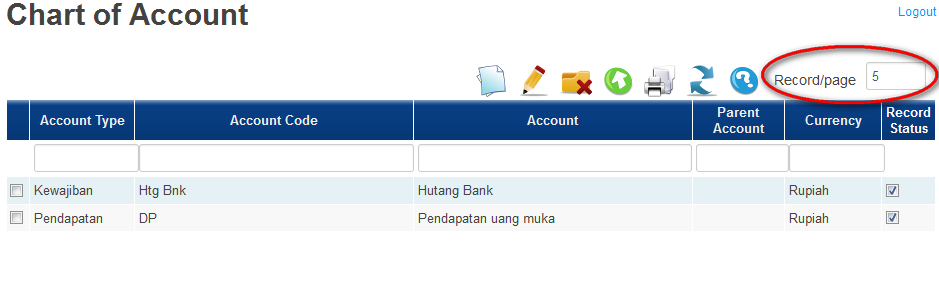 Chart of Account
Logout
Record/page 5
Account Type Account Code Account Parent Account Currency Record Status
Kewajiban Htg Bnk Hutang Bank Rupiah
Pendapatan DP Pendapatan uang muka Rupiah